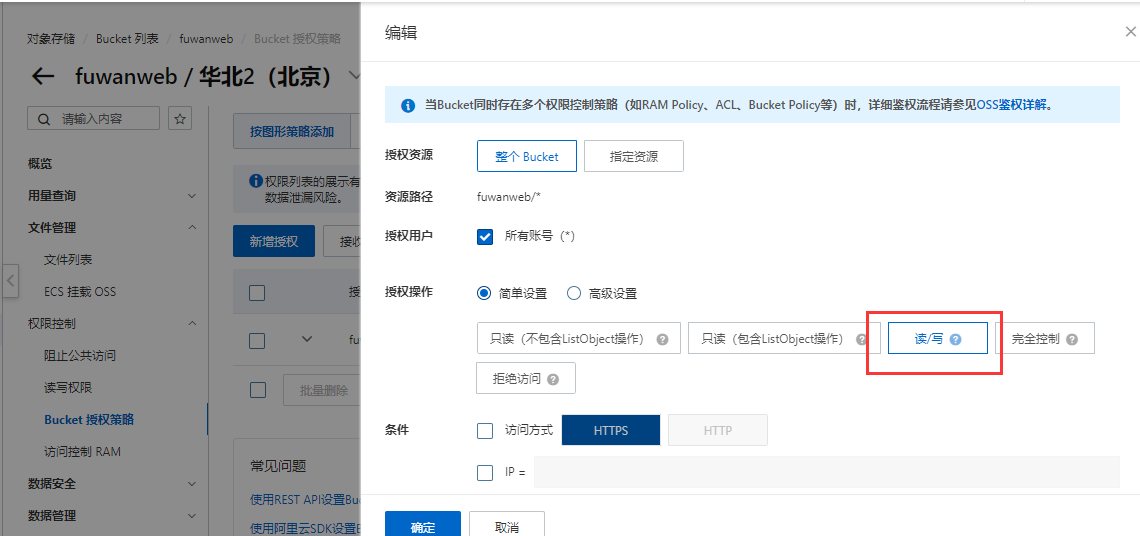 对象存储 / Bucket 列表 / fuwanweb / Bucket 授权策略
fuwanweb / 华北2（北京）
请输入内容
概览
用量查询
文件管理
文件列表
ECS 挂载 OSS
权限控制
阻止公共访问
读写权限
Bucket 授权策略
访问控制 RAM
数据安全
数据管理
按图形策略添加
权限列表的展示有
数据泄漏风险。
新增授权
接收
授
fu
批量删除
常见问题
使用REST API设置Bu
使用阿里云SDK设置B
编辑
当Bucket同时存在多个权限控制策略（如RAM Policy、ACL、Bucket Policy等）时，详细鉴权流程请参见OSS鉴权详解。
授权资源 整个 Bucket 指定资源
资源路径 fuwanweb/*
授权用户 所有账号（*）
授权操作 简单设置 高级设置
只读（不包含ListObject操作） 只读（包含ListObject操作） 读/写 完全控制
拒绝访问
条件 访问方式 HTTPS HTTP
IP =
确定 取消